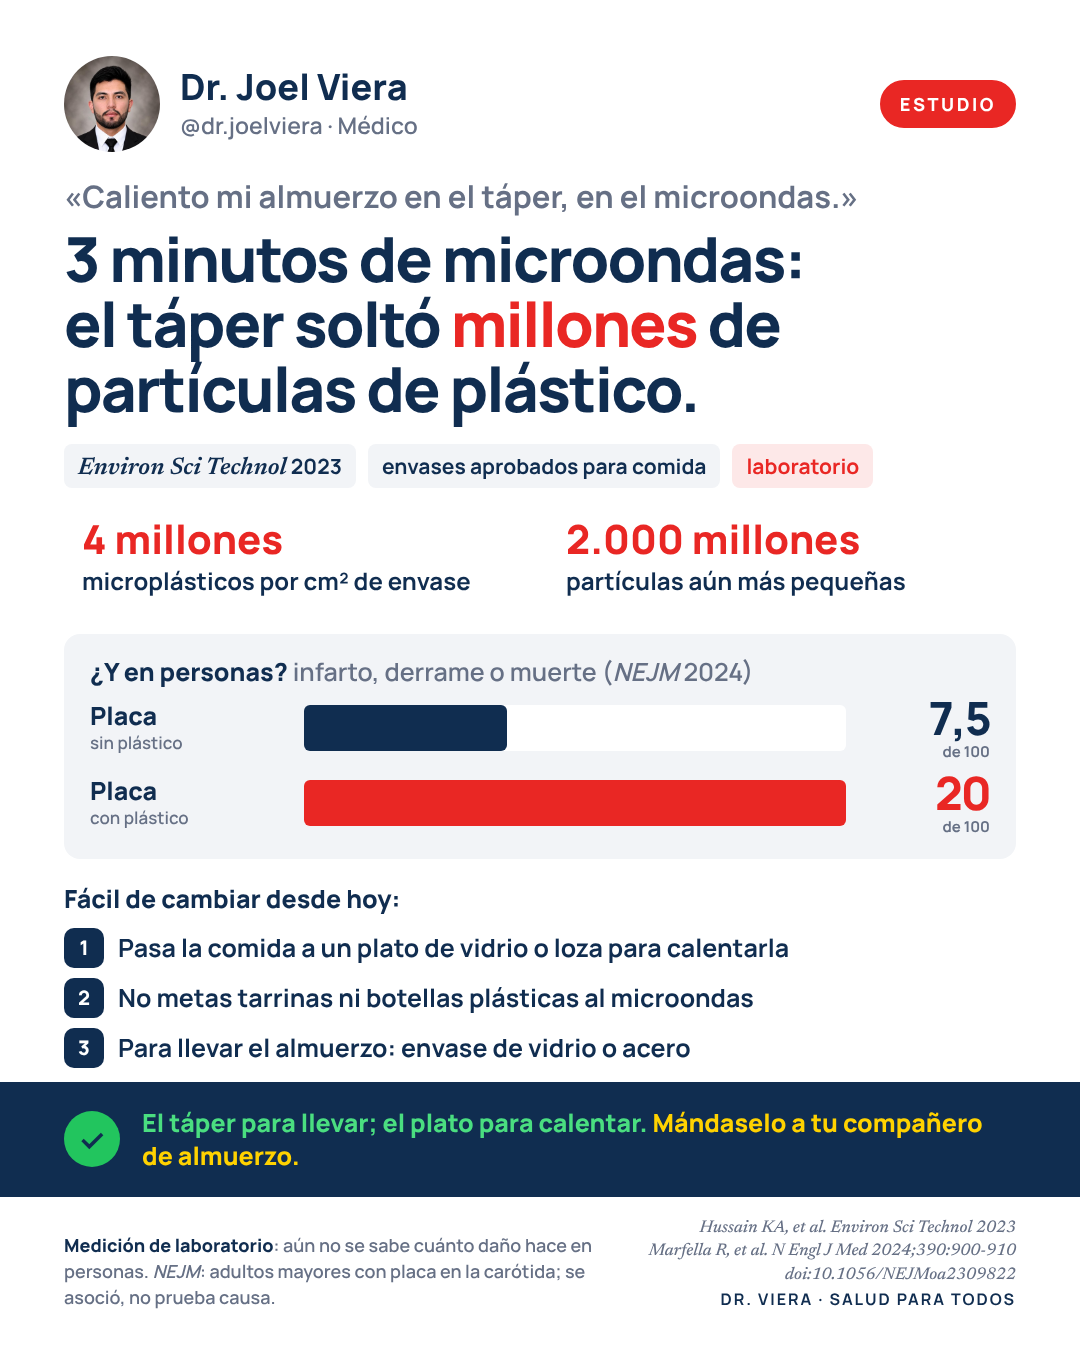 Dr. Joel Viera
@dr.joelviera · Médico
ESTUDIO
«Caliento mi almuerzo en el táper, en el microondas.»
3 minutos de microondas:
el táper soltó millones de
partículas de plástico.
Environ Sci Technol 2023
envases aprobados para comida
laboratorio
4 millones
microplásticos por cm² de envase
2.000 millones
partículas aún más pequeñas
¿Y en personas? infarto, derrame o muerte (NEJM 2024)
Placa
sin plástico
7,5
de 100
Placa
con plástico
20
de 100
Fácil de cambiar desde hoy:
1 Pasa la comida a un plato de vidrio o loza para calentarla
2 No metas tarrinas ni botellas plásticas al microondas
3 Para llevar el almuerzo: envase de vidrio o acero
El táper para llevar; el plato para calentar. Mándaselo a tu compañero
de almuerzo.
Medición de laboratorio: aún no se sabe cuánto daño hace en
personas. NEJM: adultos mayores con placa en la carótida; se
asoció, no prueba causa.
Hussain KA, et al. Environ Sci Technol 2023
Marfella R, et al. N Engl J Med 2024;390:900-910
doi:10.1056/NEJMoa2309822
DR. VIERA · SALUD PARA TODOS